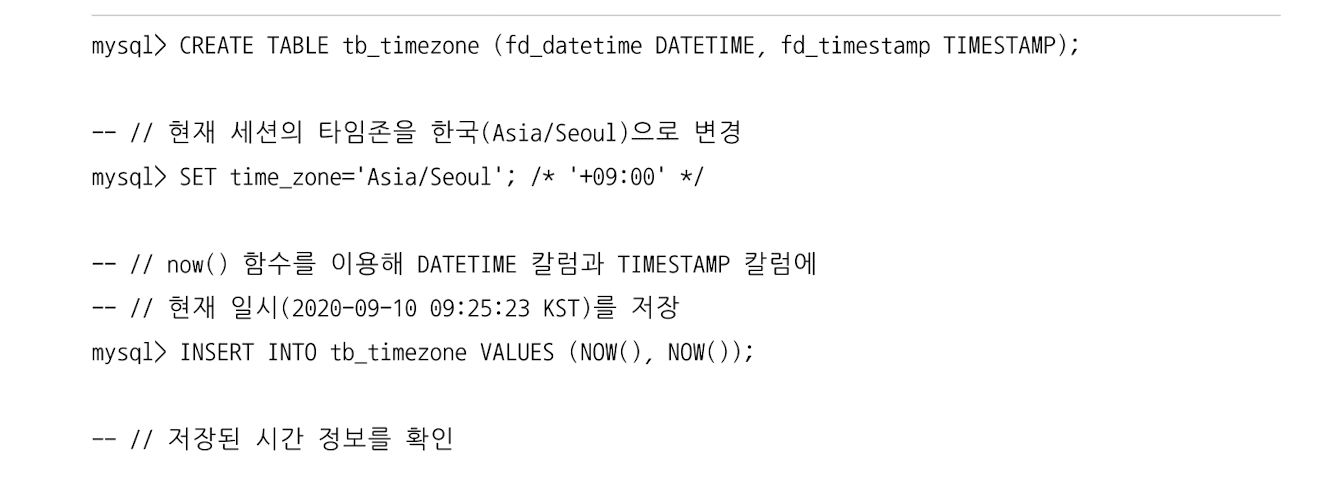 mysql> CREATE TABLE tb_timezone (fd_datetime DATETIME, fd_timestamp TIMESTAMP);
-- // 현재 세션의 타임존을 한국(Asia/Seoul)으로 변경
mysql> SET time_zone='Asia/Seoul'; /* '+09:00' */
-- // now() 함수를 이용해 DATETIME 칼럼과 TIMESTAMP 칼럼에
-- // 현재 일시(2020-09-10 09:25:23 KST)를 저장
mysql> INSERT INTO tb_timezone VALUES (NOW(), NOW());
-- // 저장된 시간 정보를 확인